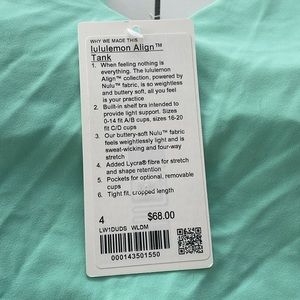 WHY WE MADE THIS
lululemon Align™
Tank
1. When feeling nothing is
everything. The lululemon
Align™ collection, powered by
Nulu™ fabric, is so weightless
and buttery soft, all you feel
is your practice
2. Built-in shelf bra intended to
provide light support. Sizes
0-14 fit A/B cups, sizes 16-20
fit C/D cups
3. Our buttery-soft Nulu™ fabric
feels weightlessly light and is
sweat-wicking and four-way
stretch
4. Added Lycra® fibre for stretch
and shape retention
5. Pockets for optional, removable
cups
6. Tight fit, cropped length
4 $68.00
LW1DUDS WLDM
000143501550